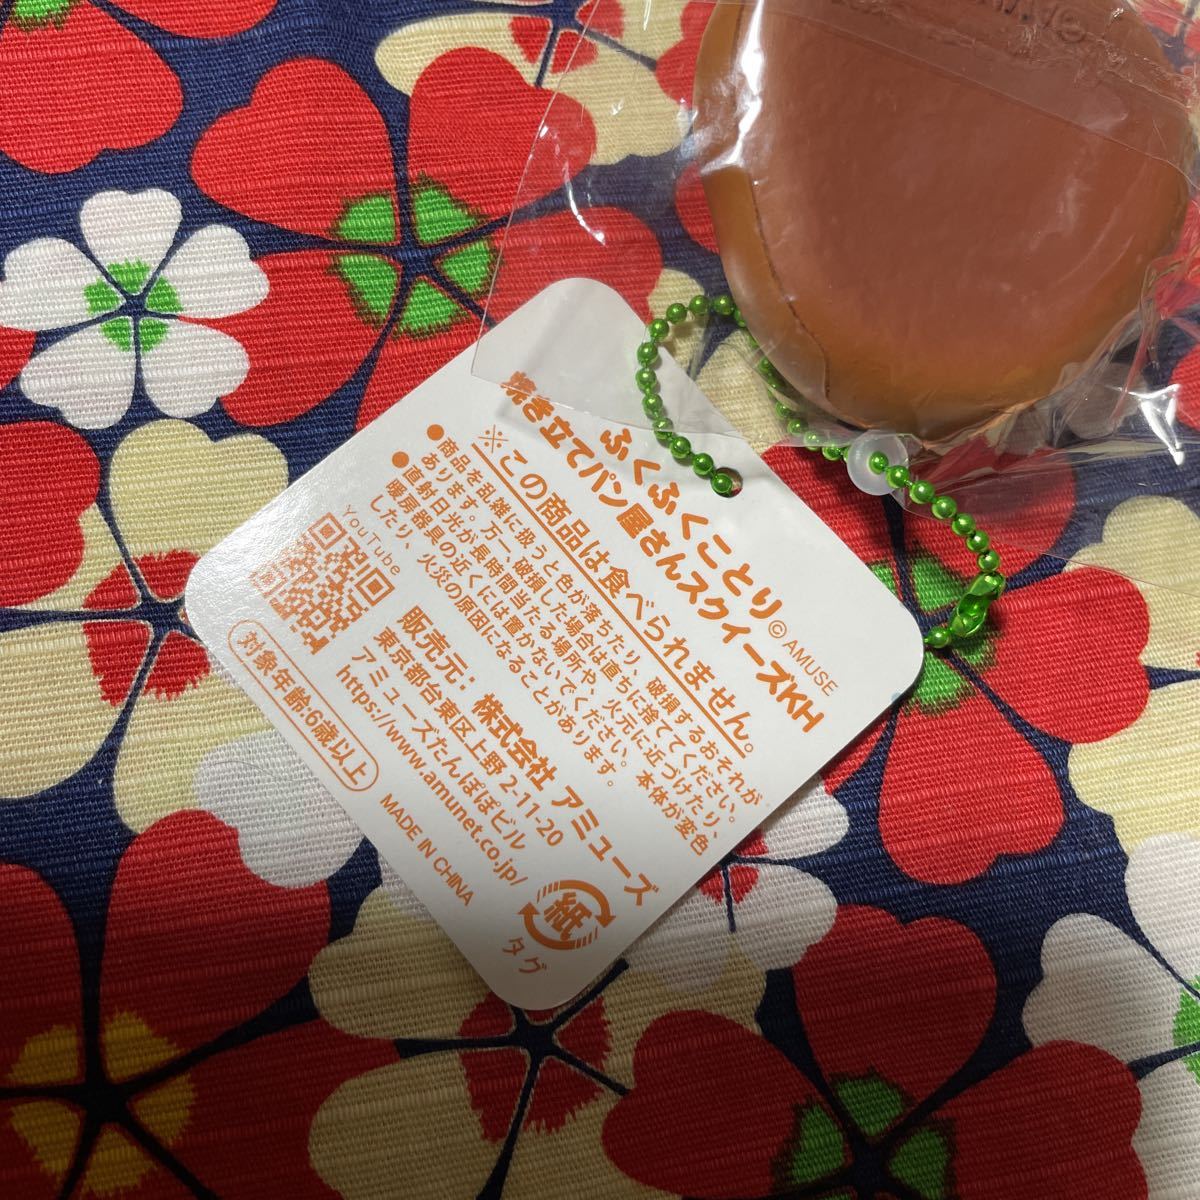 ふくふくことり© AMUSE
焼き立てパン屋さんスクイーズKH
※この商品は食べられません。
●商品を乱雑に扱うと色が落ちたり、破損するおそれが
あります。万一、破損した場合は直ちに捨ててください。
●直射日光が長時間当たる場所や、火元に近づけたり、
暖房器具の近くには置かないでください。本体が変色
したり、火災の原因になることがあります。
YouTube
販売元：株式会社 アミューズ
東京都台東区上野 2-11-20
アミューズたんぽぽビル
https://www.amunet.co.jp/
対象年齢:6歳以上
MADE IN CHINA
紙
タグ